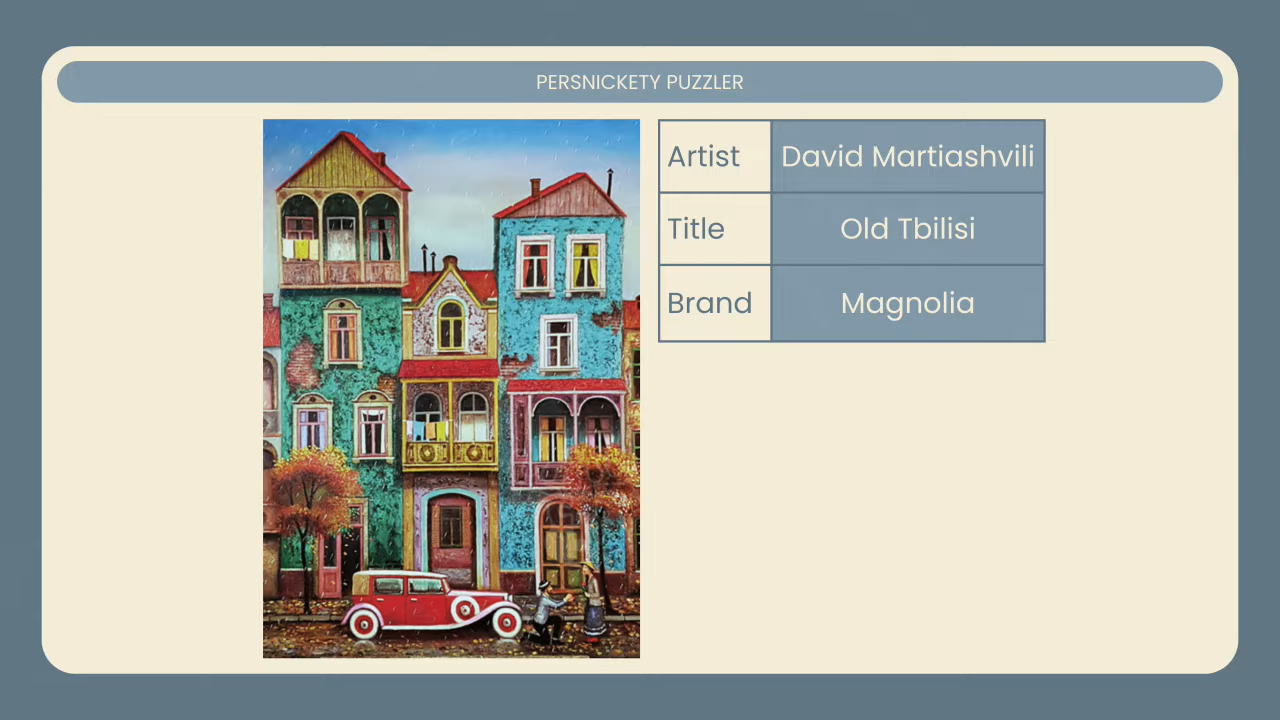 PERSNICKETY PUZZLER
Artist David Martiashvili
Title Old Tbilisi
Brand Magnolia